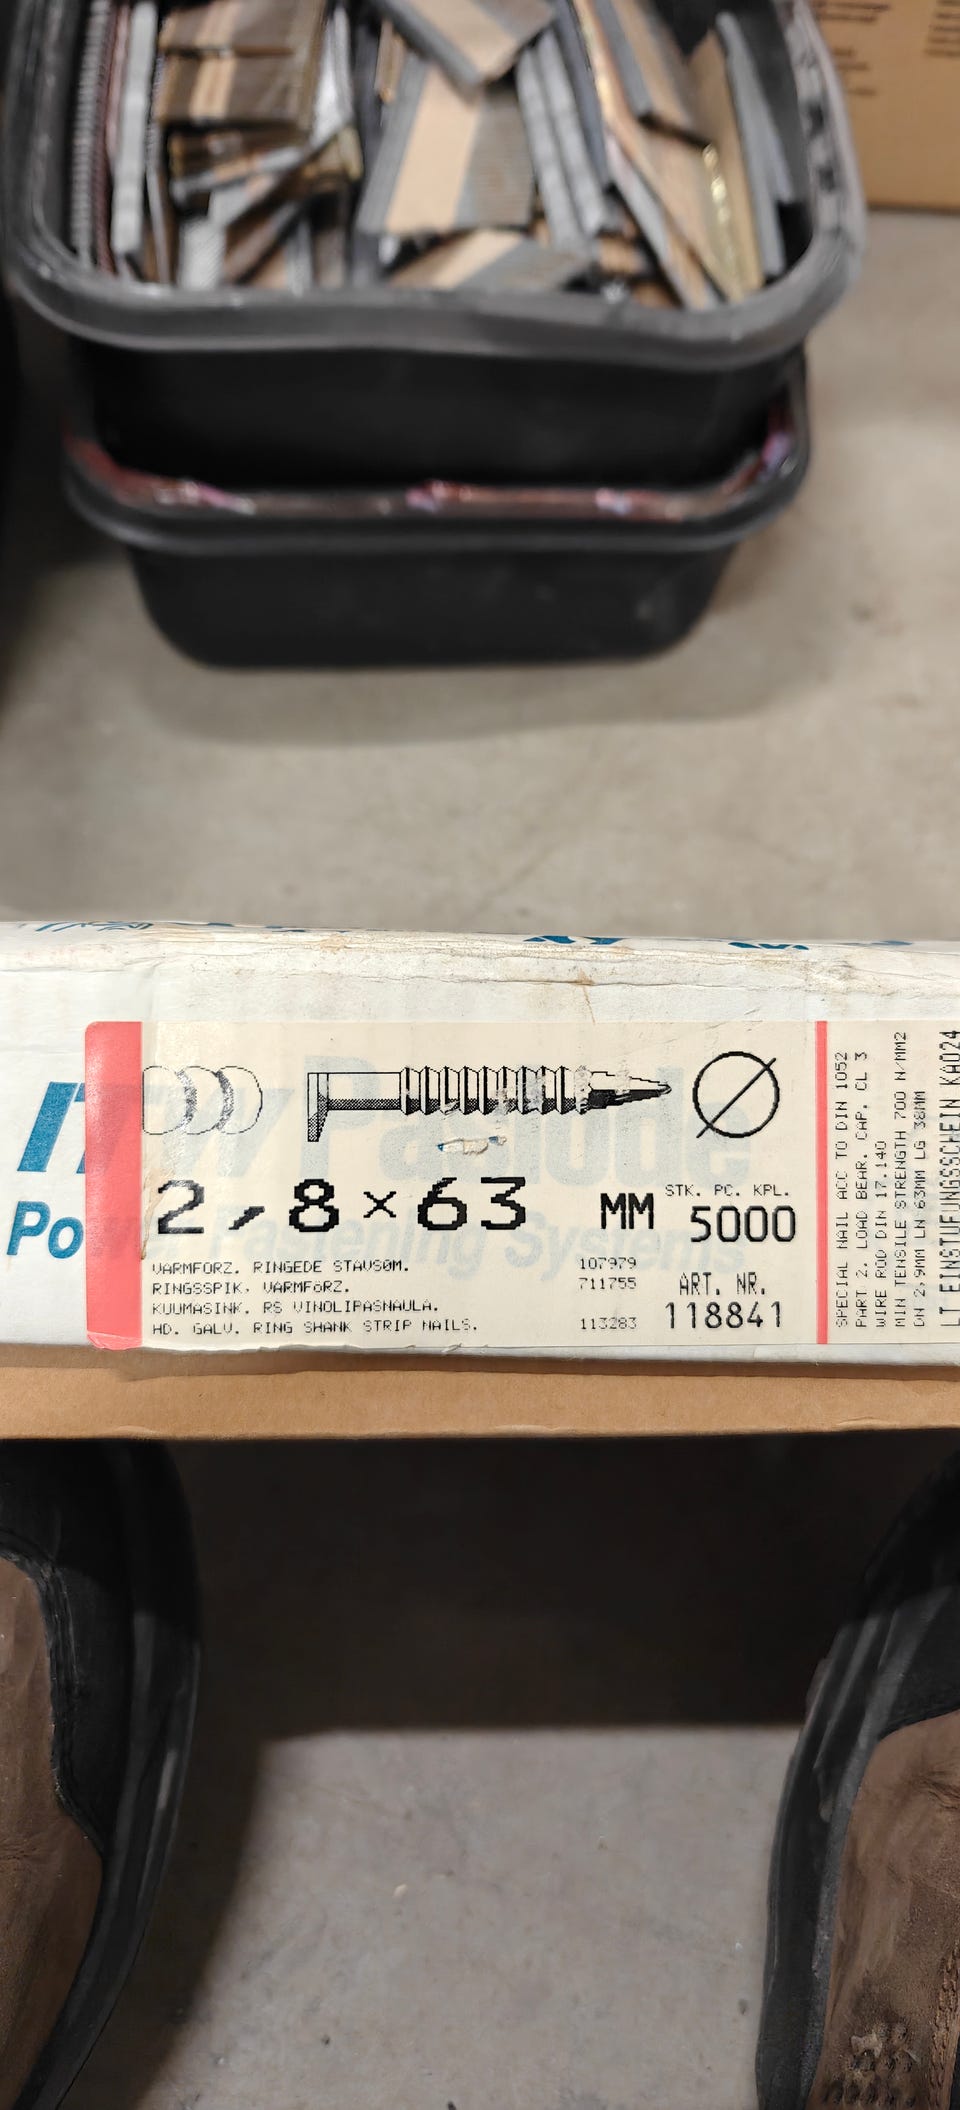 Paslode
Fastening Systems
2,8×63 MM
STK. PC. KPL.
5000
VARMFORZ. RINGEDE STAVSØM. 107979
RINGSSPIK, VARMFÖRZ. 711755
KUUMASINK. RS VINOLIPASNAULA.
HD. GALV. RING SHANK STRIP NAILS. 113283
ART. NR.
118841
SPECIAL NAIL ACC TO DIN 1052
PART 2. LOAD BEAR. CAP. CL 3
WIRE ROD DIN 17.140
MIN TENSILE STRENGTH 700 N/MM2
DN 2,9MM LN 63MM LG 38MM
LT EINSTUFUNGSSCHEIN KA024